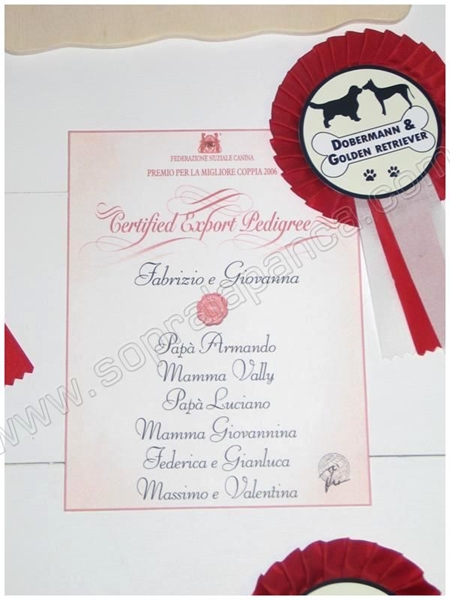 DOBERMANN &
GOLDEN RETRIEVER
FEDERAZIONE NUZIALE CANINA
PREMIO PER LA MIGLIORE COPPIA 2006
Certified Export Pedigree
Fabrizio e Giovanna
Papà Armando
Mamma Vally
Papà Luciano
Mamma Giovannina
Federica e Gianluca
Massimo e Valentina
www.sopralapanca.com